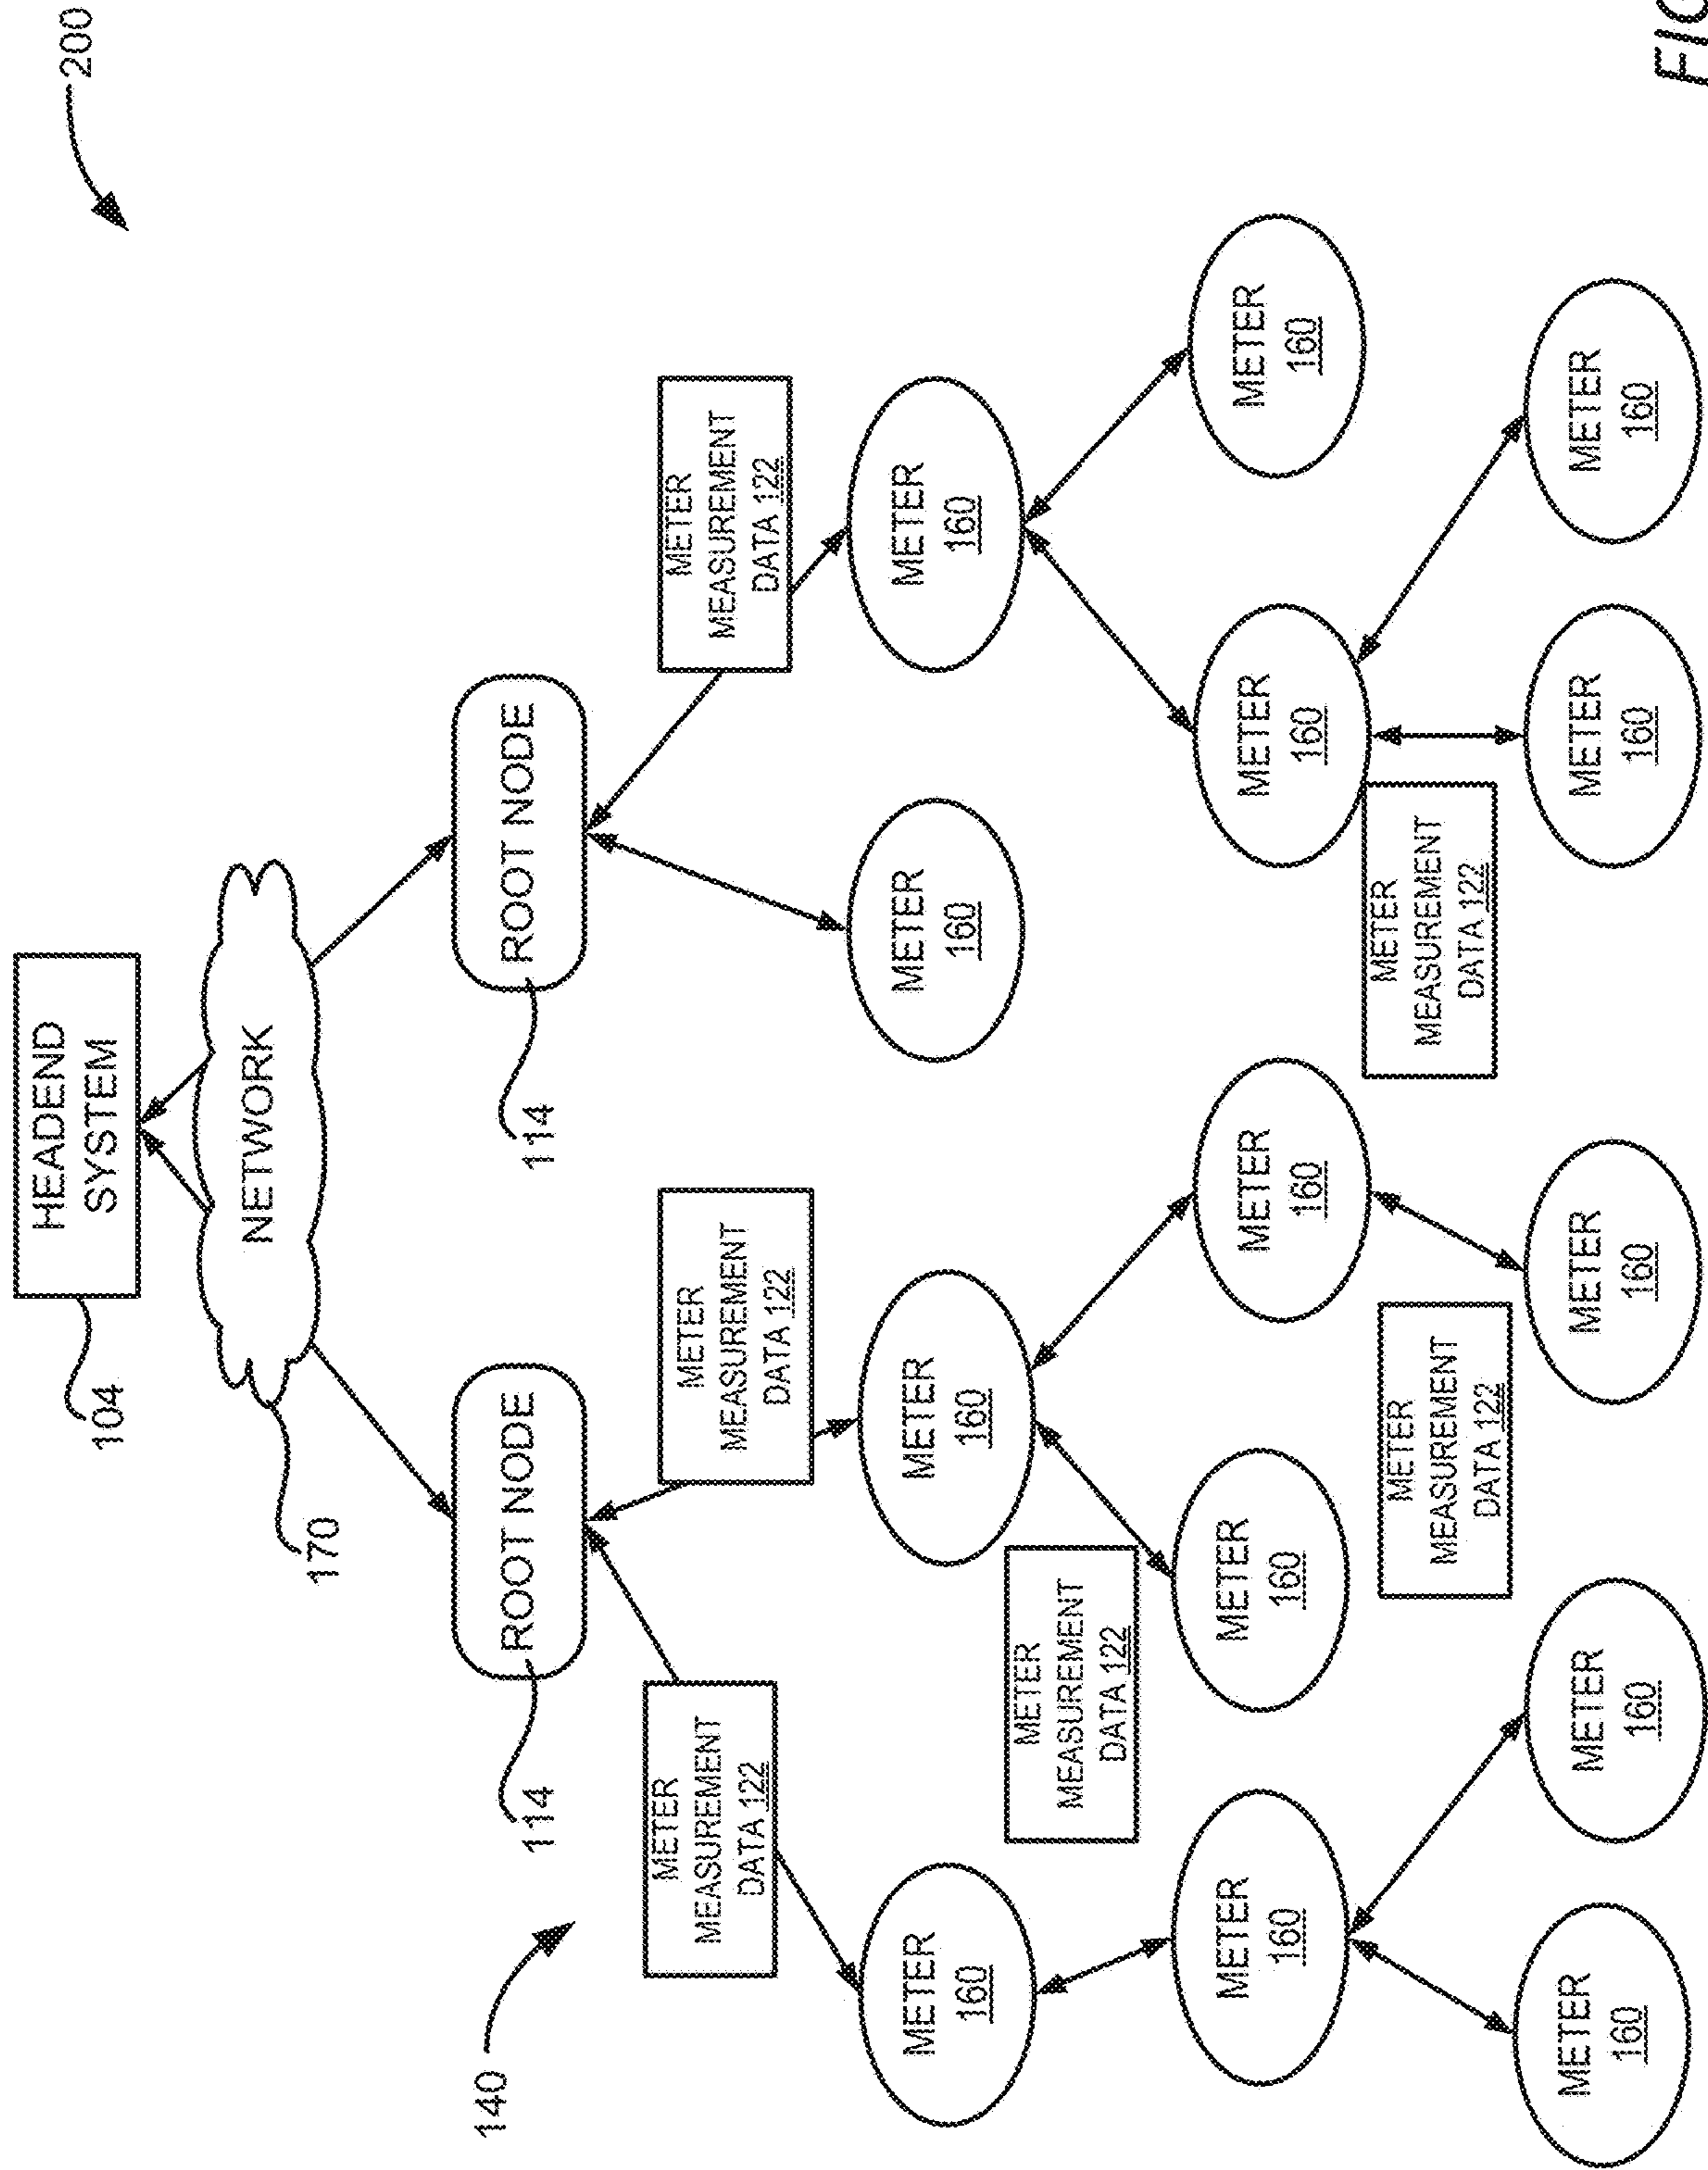 200
HEADEND
SYSTEM
104
NETWORK
170
ROOT NODE
114
ROOT NODE
114
140
METER
MEASUREMENT
DATA 122
METER
MEASUREMENT
DATA 122
METER
MEASUREMENT
DATA 122
METER
160
METER
160
METER
160
METER
160
METER
MEASUREMENT
DATA 122
METER
160
METER
160
METER
160
METER
160
METER
160
METER
MEASUREMENT
DATA 122
METER
MEASUREMENT
DATA 122
METER
160
METER
160
METER
160
METER
160
METER
160